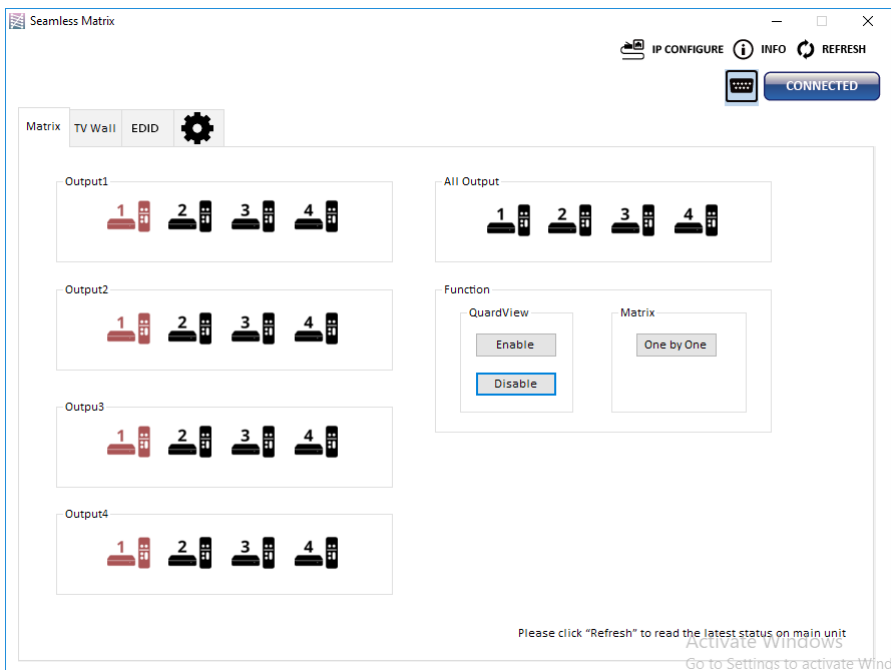 Seamless Matrix
IP CONFIGURE INFO REFRESH
CONNECTED
Matrix TV Wall EDID
Output1
1 2 3 4
Output2
1 2 3 4
Outpu3
1 2 3 4
Output4
1 2 3 4
All Output
1 2 3 4
Function
QuardView
Enable
Disable
Matrix
One by One
Please click “Refresh” to read the latest status on main unit
Activate Windows
Go to Settings to activate Wind